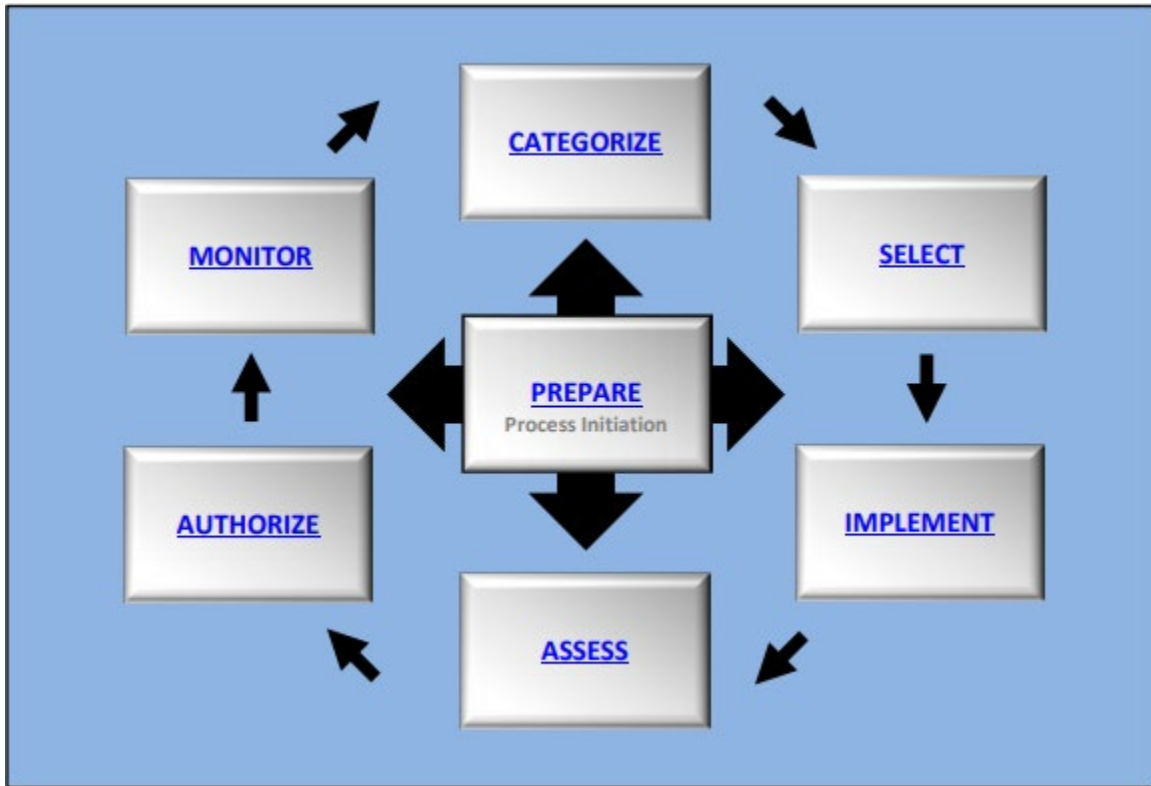 CATEGORIZE
SELECT
MONITOR
PREPARE
Process Initiation
IMPLEMENT
AUTHORIZE
ASSESS